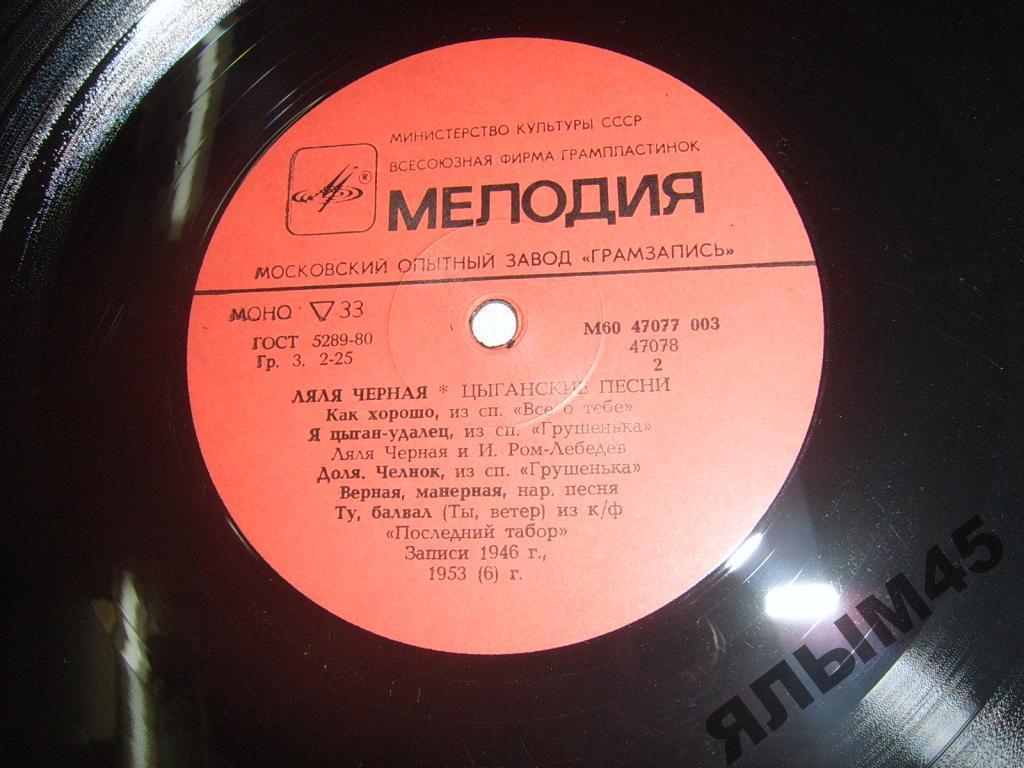 МИНИСТЕРСТВО КУЛЬТУРЫ СССР
ВСЕСОЮЗНАЯ ФИРМА ГРАМПЛАСТИНОК
®
МЕЛОДИЯ
МОСКОВСКИЙ ОПЫТНЫЙ ЗАВОД «ГРАМЗАПИСЬ»
МОНО ▽ 33
ГОСТ 5289-80
Гр. 3. 2-25
М60 47077 003
47078
2
ЛЯЛЯ ЧЕРНАЯ * ЦЫГАНСКИЕ ПЕСНИ
Как хорошо, из сп. «Все о тебе»
Я цыган-удалец, из сп. «Грушенька».
Ляля Черная и И. Ром-Лебедев
Доля. Челнок, из сп. «Грушенька»
Верная, манерная, нар. песня
Ту, балвал (Ты, ветер) из к/ф
«Последний табор»
Записи 1946 г.,
1953 (6) г.
ЯЛЫМ45